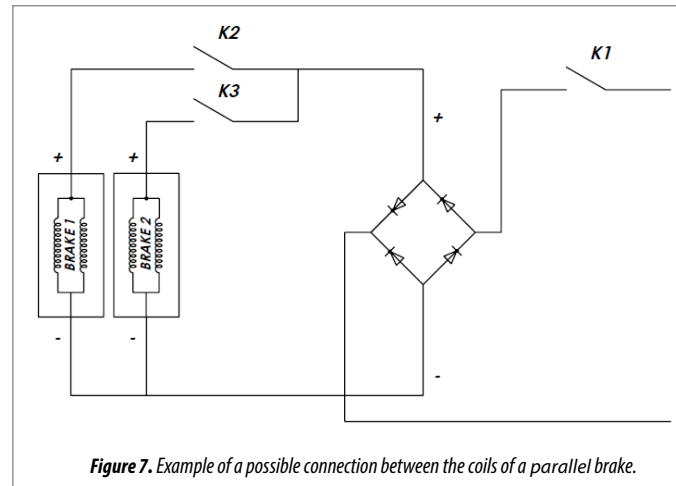 K2
K1
K3
+
+
+
BRAKE 1
BRAKE 2
-
-
-
Figure 7. Example of a possible connection between the coils of a parallel brake.